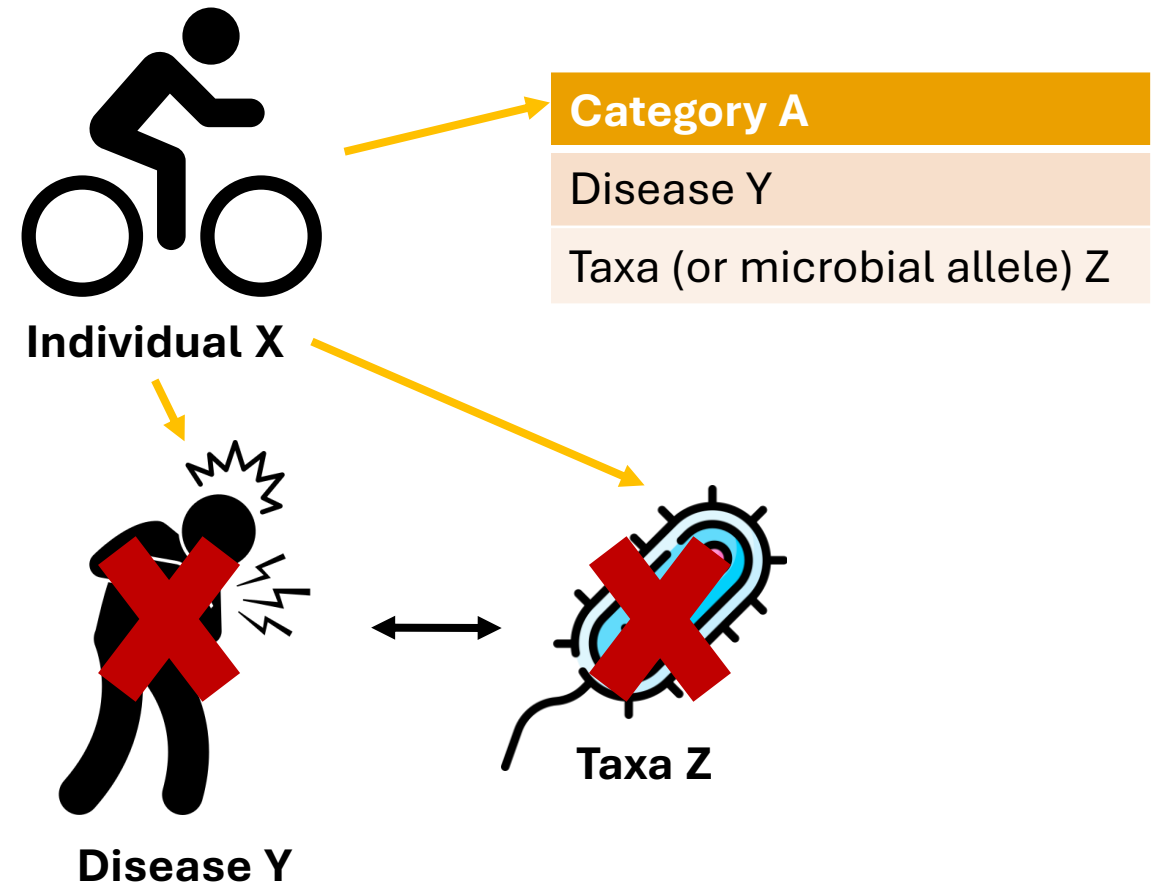 Category A
Disease Y
Taxa (or microbial allele) Z
Individual X
Taxa Z
Disease Y